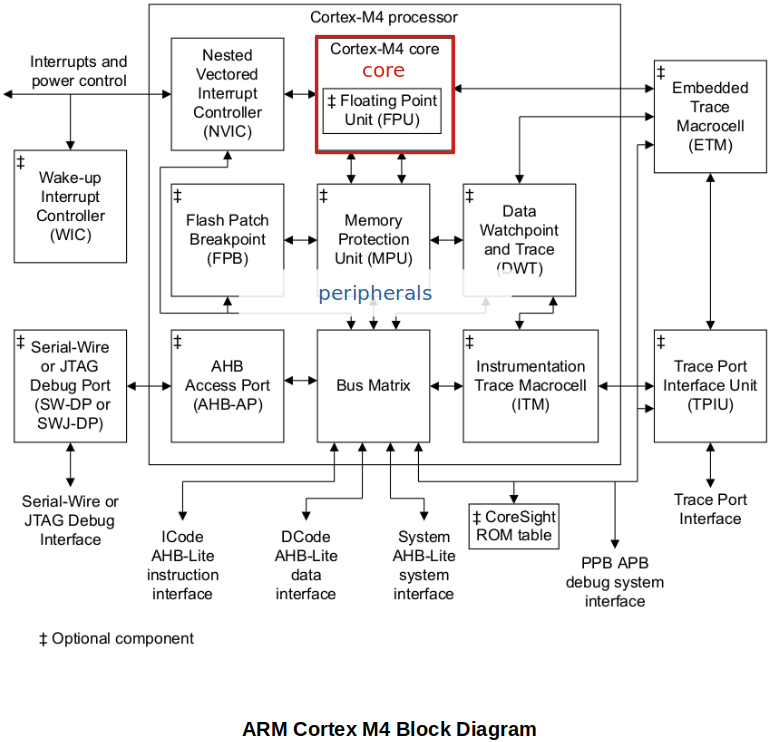 Cortex-M4 processor
Interrupts and
power control
Nested
Vectored
Interrupt
Controller
(NVIC)
Cortex-M4 core
core
‡ Floating Point
Unit (FPU)
‡
Embedded
Trace
Macrocell
(ETM)
‡
Wake-up
Interrupt
Controller
(WIC)
‡
Flash Patch
Breakpoint
(FPB)
‡
Memory
Protection
Unit (MPU)
‡
Data
Watchpoint
and Trace
(DWT)
peripherals
‡
Serial-Wire
or JTAG
Debug Port
(SW-DP or
SWJ-DP)
‡
AHB
Access Port
(AHB-AP)
Bus Matrix
‡
Instrumentation
Trace Macrocell
(ITM)
‡
Trace Port
Interface Unit
(TPIU)
Serial-Wire or
JTAG Debug
Interface
ICode
AHB-Lite
instruction
interface
DCode
AHB-Lite
data
interface
System
AHB-Lite
system
interface
‡ CoreSight
ROM table
PPB APB
debug system
interface
Trace Port
Interface
‡ Optional component
ARM Cortex M4 Block Diagram